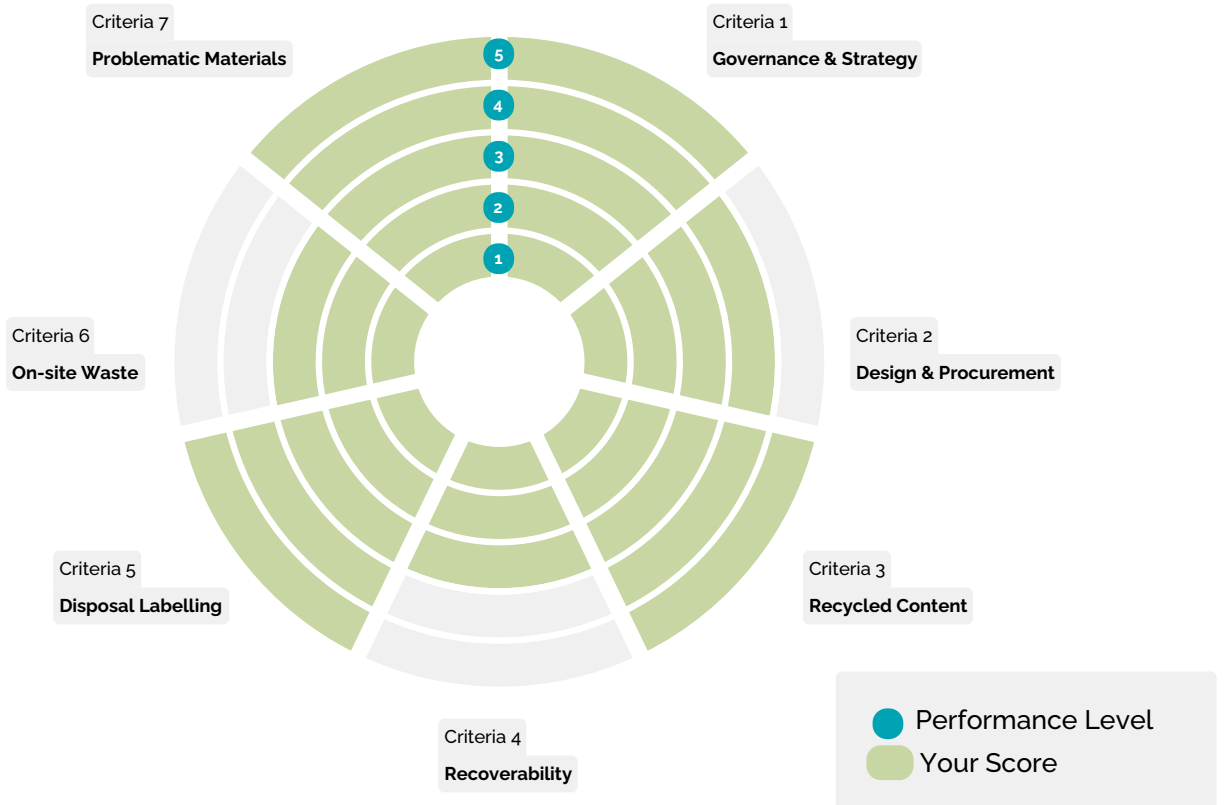 Criteria 7
Problematic Materials
Criteria 1
Governance & Strategy
5
4
3
2
1
Criteria 6
On-site Waste
Criteria 2
Design & Procurement
Criteria 5
Disposal Labelling
Criteria 3
Recycled Content
Criteria 4
Recoverability
Performance Level
Your Score